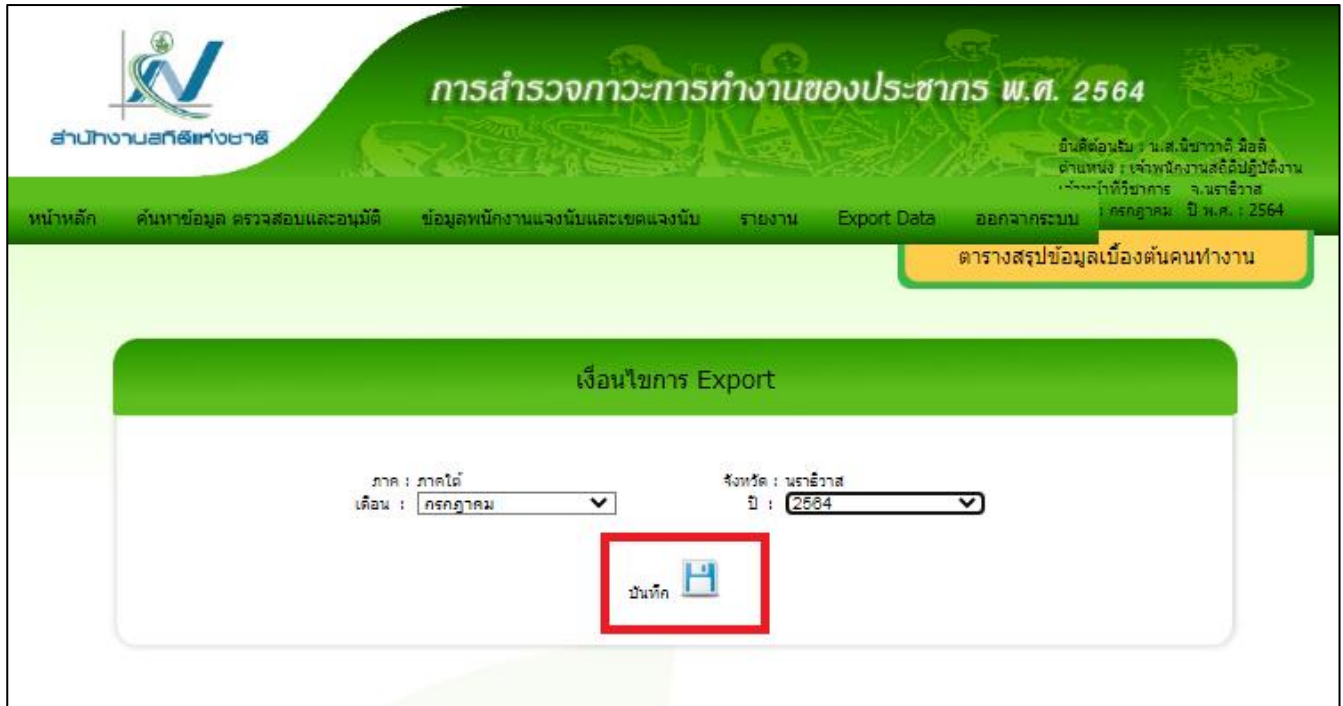 สำนักงานสถิติแห่งชาติ
การสำรวจภาวะการทำงานของประชากร พ.ศ. 2564
ยินดีต้อนรับ : น.ส.นิชาวาตี มือลี
ตำแหน่ง : เจ้าพนักงานสถิติปฏิบัติงาน
จ.นราธิวาส
กรกฎาคม ปี พ.ศ. : 2564
หน้าหลัก ค้นหาข้อมูล ตรวจสอบและอนุมัติ ข้อมูลพนักงานแจงนับและเขตแจงนับ รายงาน Export Data ออกจากระบบ
ตารางสรุปข้อมูลเบื้องต้นคนทำงาน
เงื่อนไขการ Export
ภาค : ภาคใต้ จังหวัด : นราธิวาส
เดือน : กรกฎาคม ปี : 2564
บันทึก